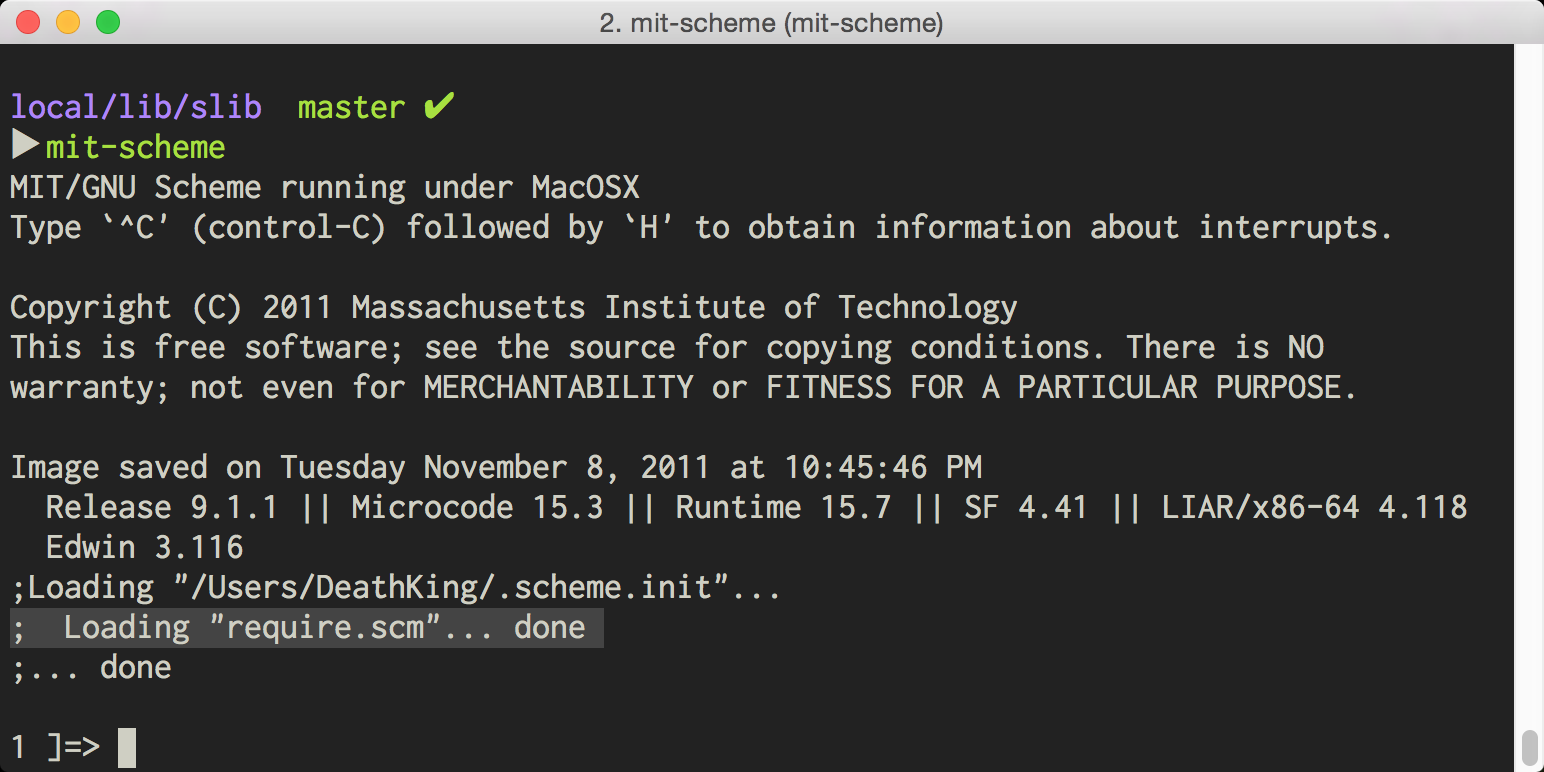 2. mit-scheme (mit-scheme)
local/lib/slib  master ✔
▶mit-scheme
MIT/GNU Scheme running under MacOSX
Type `^C' (control-C) followed by `H' to obtain information about interrupts.
Copyright (C) 2011 Massachusetts Institute of Technology
This is free software; see the source for copying conditions. There is NO
warranty; not even for MERCHANTABILITY or FITNESS FOR A PARTICULAR PURPOSE.
Image saved on Tuesday November 8, 2011 at 10:45:46 PM
  Release 9.1.1 || Microcode 15.3 || Runtime 15.7 || SF 4.41 || LIAR/x86-64 4.118
  Edwin 3.116
;Loading "/Users/DeathKing/.scheme.init"...
;  Loading "require.scm"... done
;... done
1 ]=>